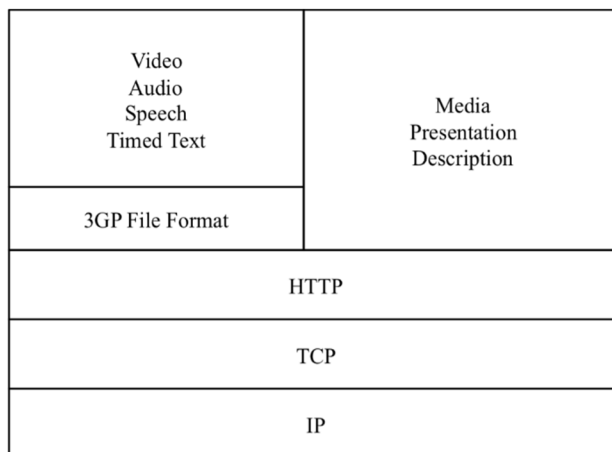 Video
Audio
Speech
Timed Text
3GP File Format
Media
Presentation
Description
HTTP
TCP
IP